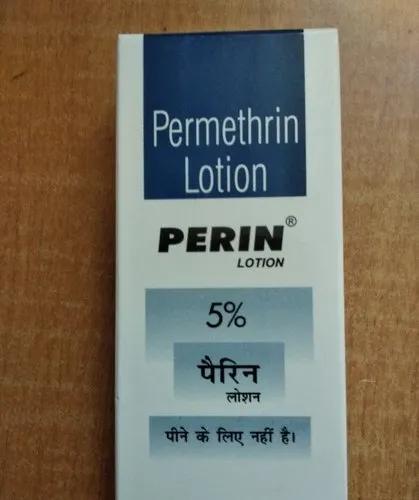 Permethrin
Lotion
PERIN®
LOTION
5%
पैरिन
लोशन
पीने के लिए नहीं है।